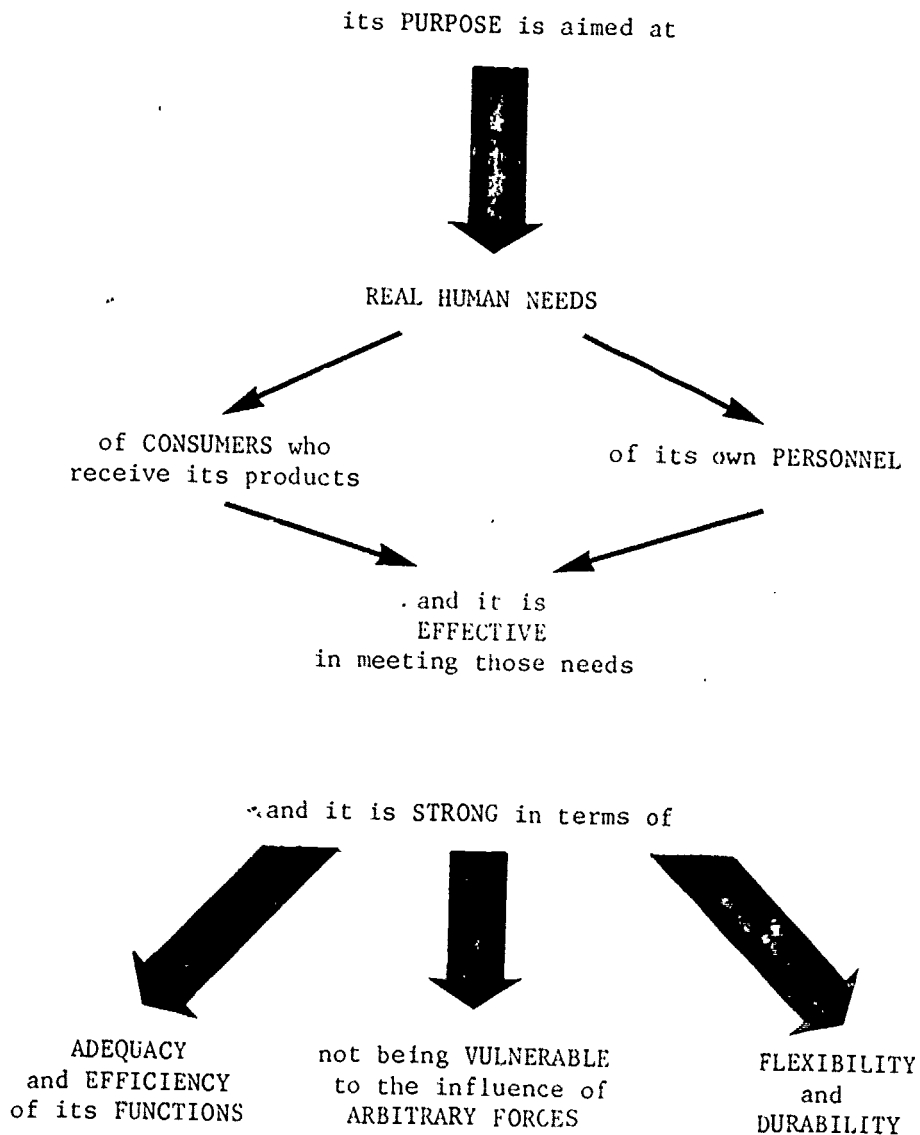 its PURPOSE is aimed at
REAL HUMAN NEEDS
of CONSUMERS who
receive its products
of its own PERSONNEL
and it is
EFFECTIVE
in meeting those needs
and it is STRONG in terms of
ADEQUACY
and EFFICIENCY
of its FUNCTIONS
not being VULNERABLE
to the influence of
ARBITRARY FORCES
FLEXIBILITY
and
DURABILITY